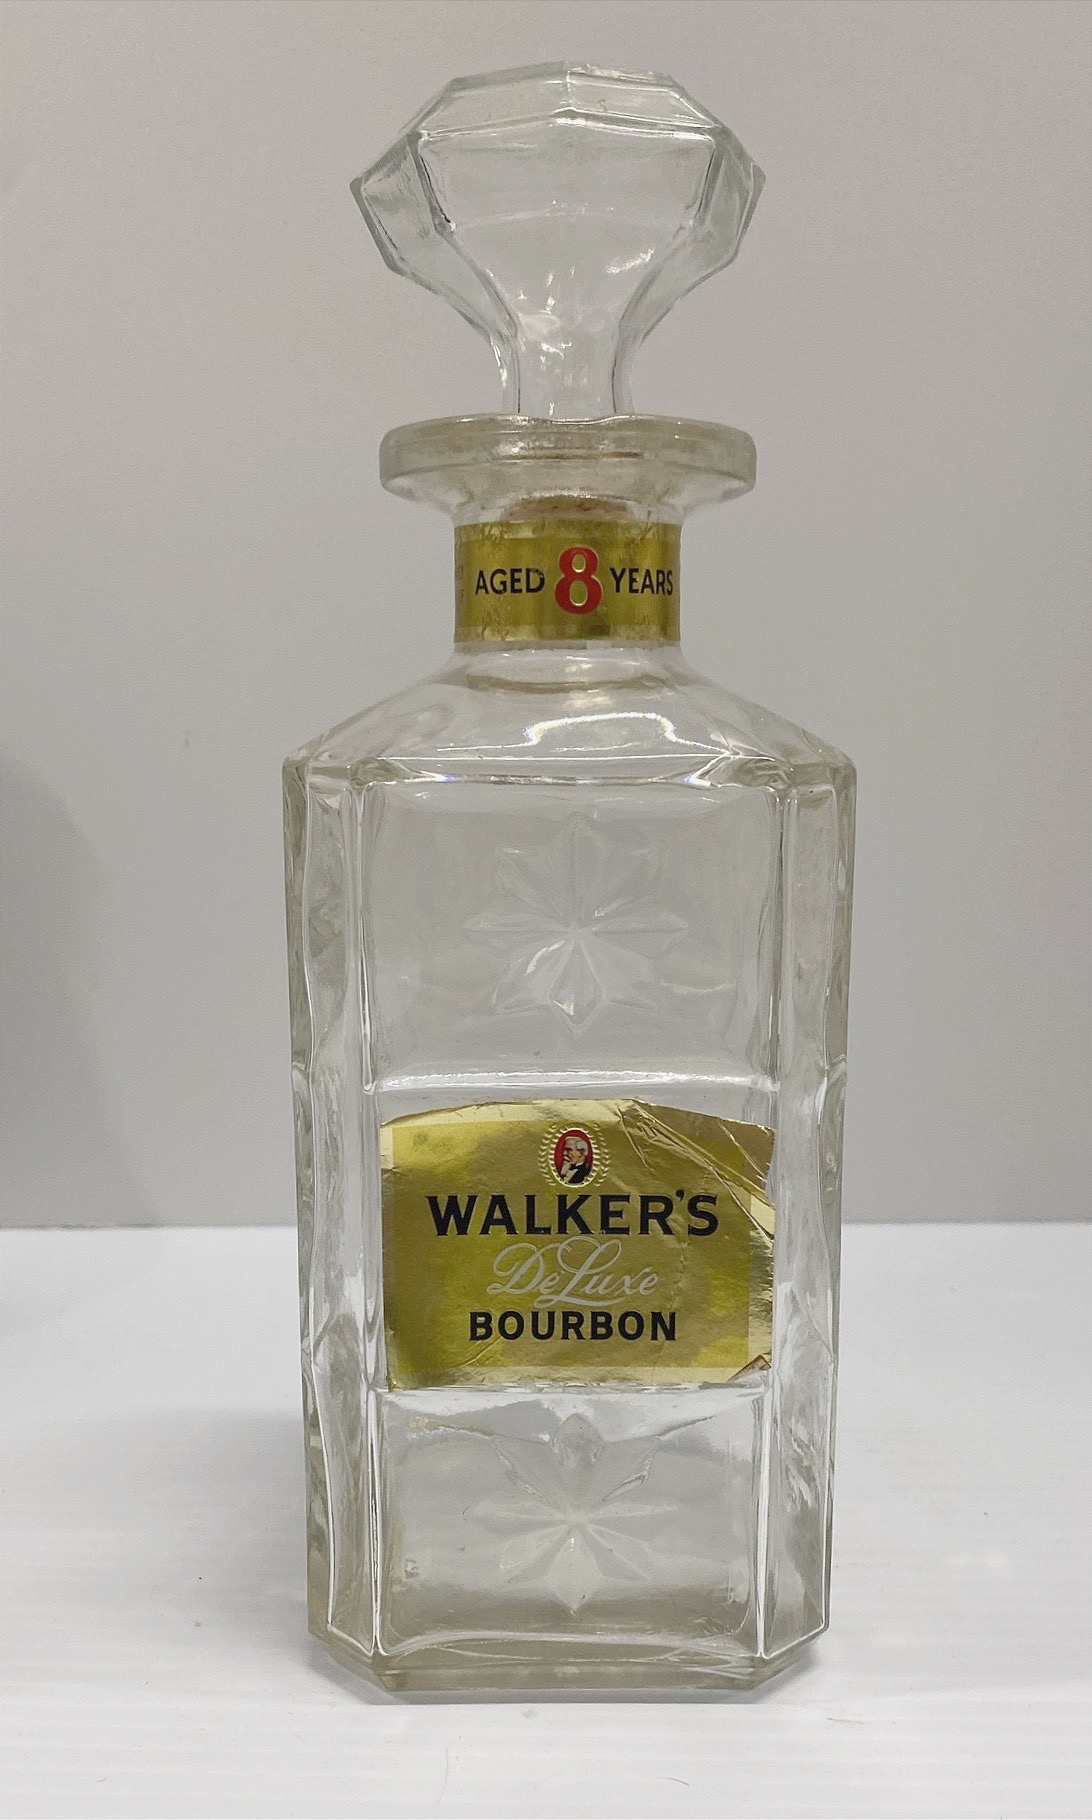 AGED 8 YEARS
WALKER'S
DeLuxe
BOURBON